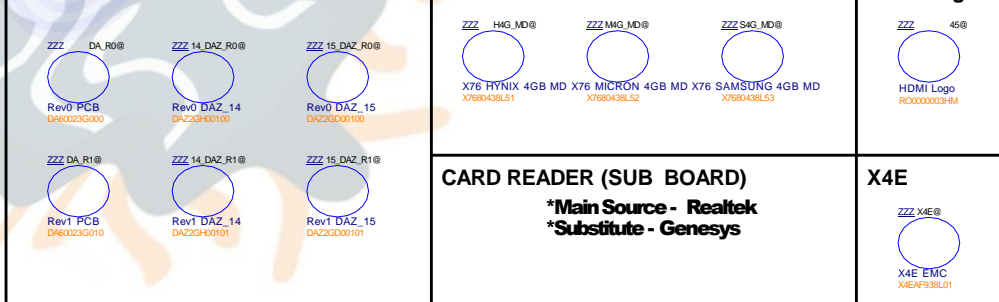 ZZZ DA_R0@
ZZZ 14_DAZ_R0@
ZZZ 15_DAZ_R0@
Rev0 PCB
DA60023G000
Rev0 DAZ_14
DAZ2GH00100
Rev0 DAZ_15
DAZ2GD00100
ZZZ DA_R1@
ZZZ 14_DAZ_R1@
ZZZ 15_DAZ_R1@
Rev1 PCB
DA60023G010
Rev1 DAZ_14
DAZ2GH00101
Rev1 DAZ_15
DAZ2GD00101
ZZZ H4G_MD@
ZZZ M4G_MD@
ZZZ S4G_MD@
X76 HYNIX 4GB MD
X7680438L51
X76 MICRON 4GB MD
X7680438L52
X76 SAMSUNG 4GB MD
X7680438L53
ZZZ 45@
HDMI Logo
RO0000003HM
CARD READER (SUB BOARD)
*Main Source - Realtek
*Substitute - Genesys
X4E
ZZZ X4E@
X4E EMC
X4EAF938L01